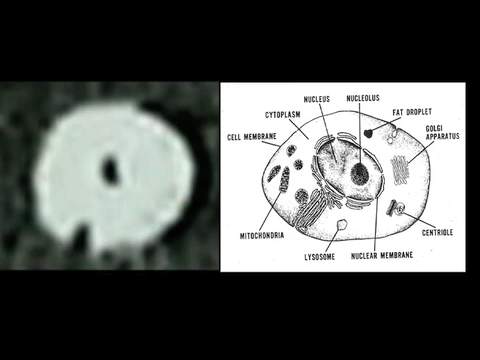 NUCLEUS
NUCLEOLUS
CYTOPLASM
FAT DROPLET
CELL MEMBRANE
GOLGI
APPARATUS
MITOCHONDRIA
CENTRIOLE
LYSOSOME
NUCLEAR MEMBRANE